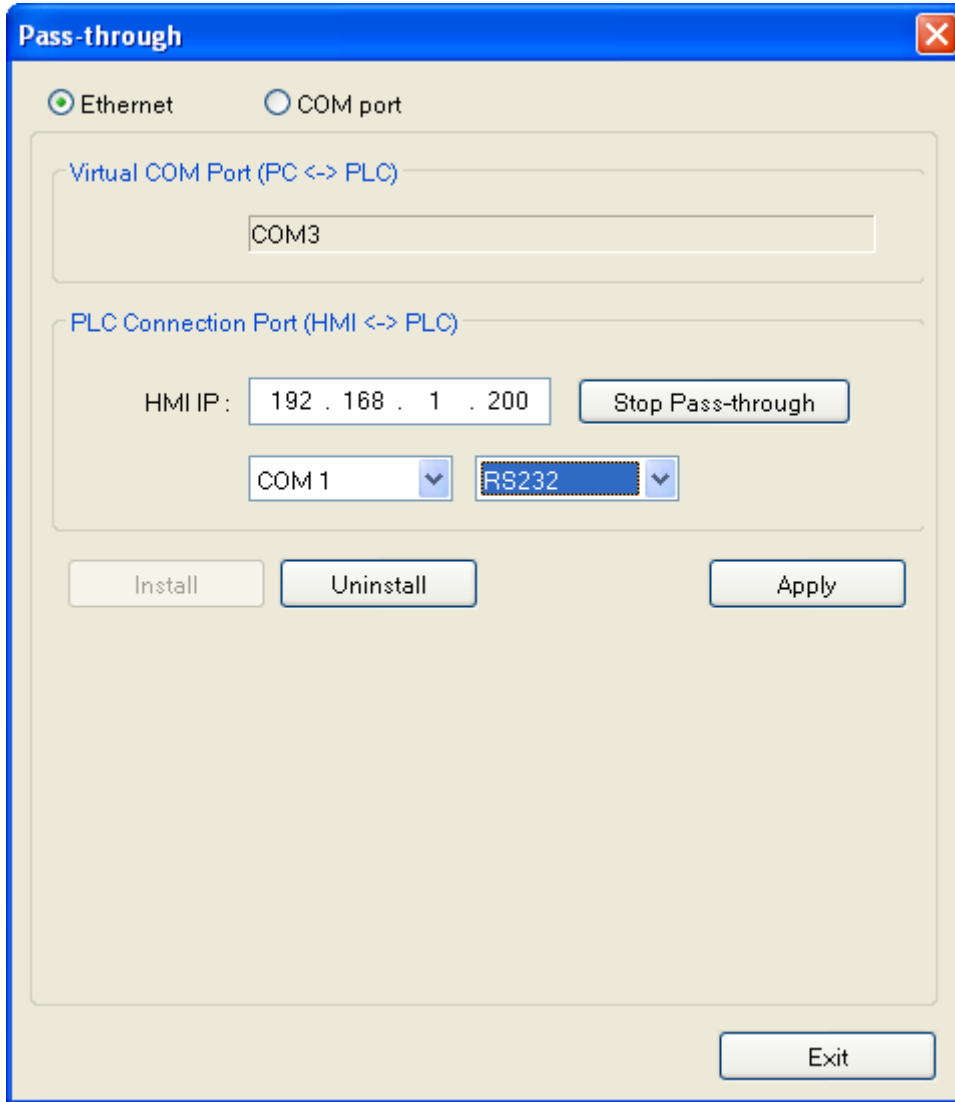 Pass-through
Ethernet COM port
Virtual COM Port (PC <-> PLC)
COM3
PLC Connection Port (HMI <-> PLC)
HMI IP : 192 . 168 . 1 . 200 Stop Pass-through
COM 1 RS232
Install Uninstall Apply
Exit